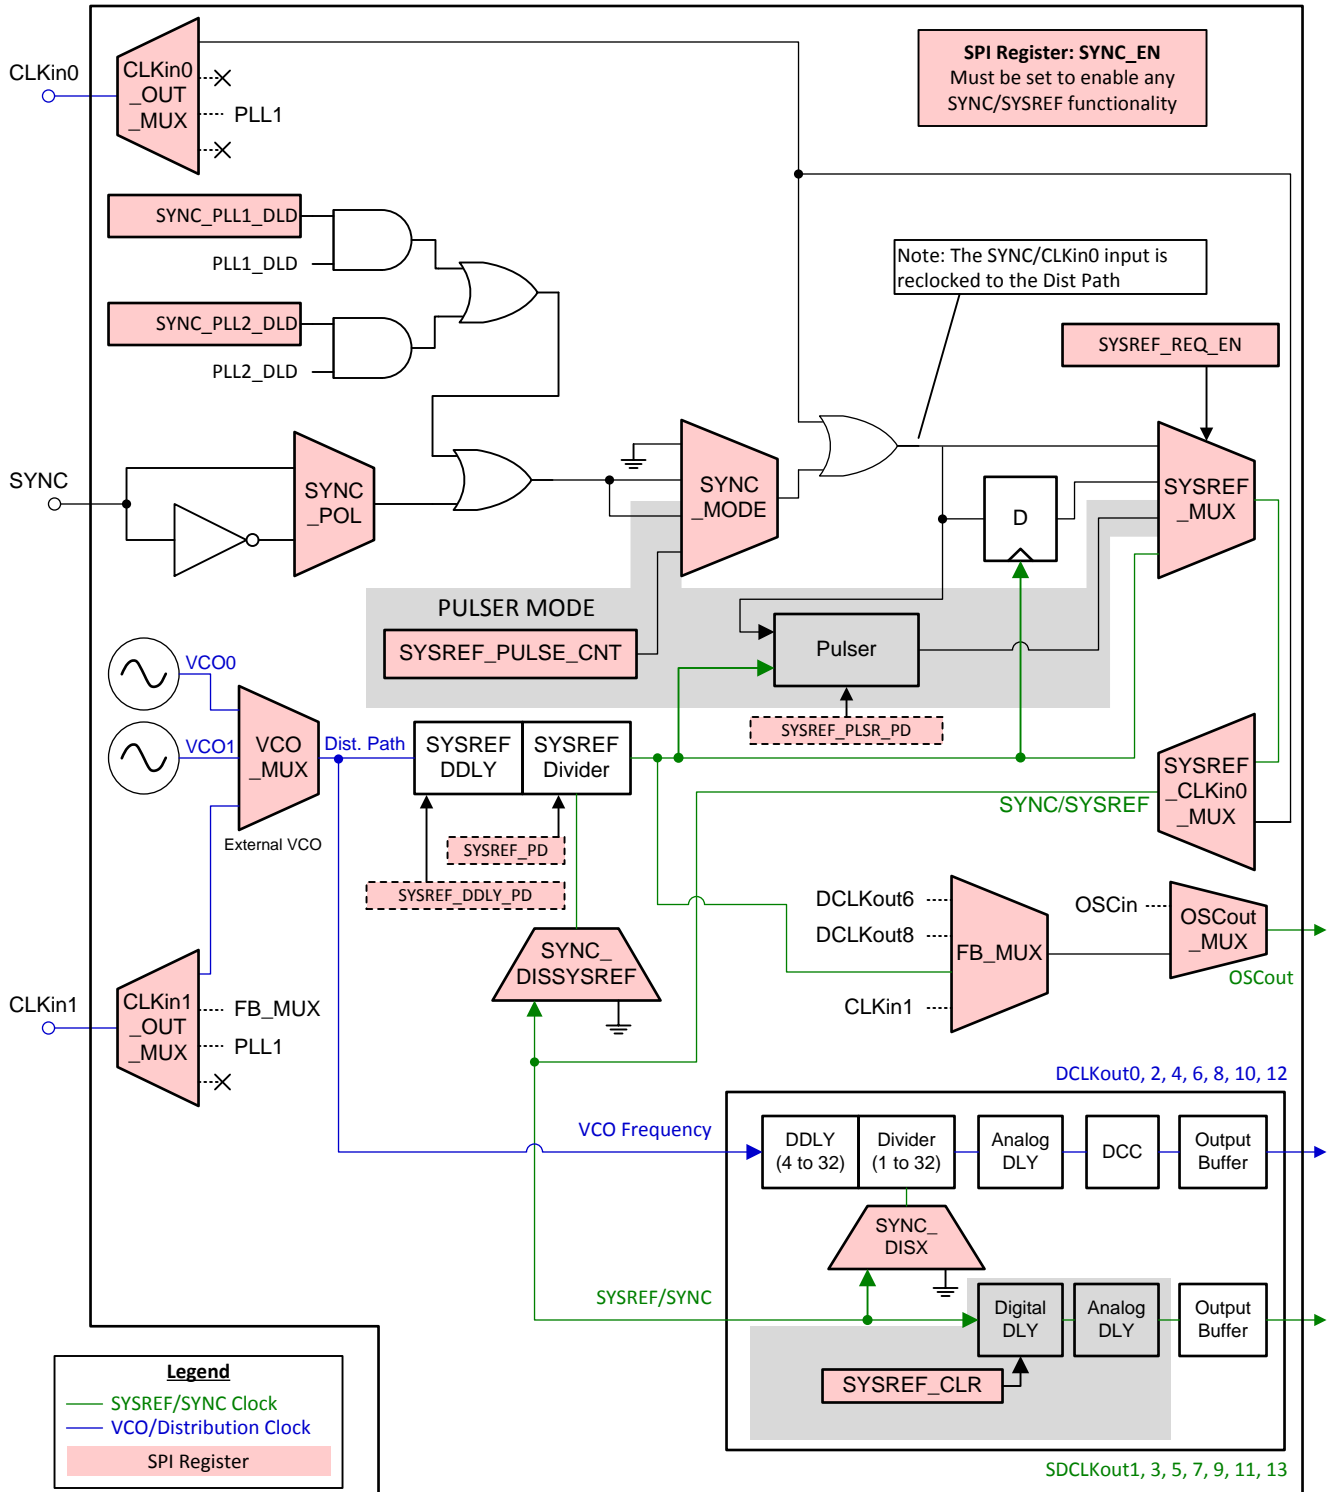 CLKin0
CLKin0
_OUT
_MUX
PLL1
SPI Register: SYNC_EN
Must be set to enable any
SYNC/SYSREF functionality
SYNC_PLL1_DLD
PLL1_DLD
SYNC_PLL2_DLD
PLL2_DLD
Note: The SYNC/CLKin0 input is
reclocked to the Dist Path
SYSREF_REQ_EN
SYNC
SYNC
_POL
SYNC
_MODE
D
SYSREF
_MUX
PULSER MODE
SYSREF_PULSE_CNT
Pulser
SYSREF_PLSR_PD
VCO0
VCO1
VCO
_MUX
External VCO
Dist. Path
SYSREF
DDLY
SYSREF
Divider
SYSREF_PD
SYSREF_DDLY_PD
SYNC/SYSREF
SYSREF
_CLKin0
_MUX
SYNC_
DISSYSREF
DCLKout6
DCLKout8
CLKin1
FB_MUX
OSCin
OSCout
_MUX
OSCout
CLKin1
CLKin1
_OUT
_MUX
FB_MUX
PLL1
DCLKout0, 2, 4, 6, 8, 10, 12
VCO Frequency
DDLY
(4 to 32)
Divider
(1 to 32)
Analog
DLY
DCC
Output
Buffer
SYNC_
DISX
SYSREF/SYNC
Digital
DLY
Analog
DLY
Output
Buffer
SYSREF_CLR
SDCLKout1, 3, 5, 7, 9, 11, 13
Legend
SYSREF/SYNC Clock
VCO/Distribution Clock
SPI Register